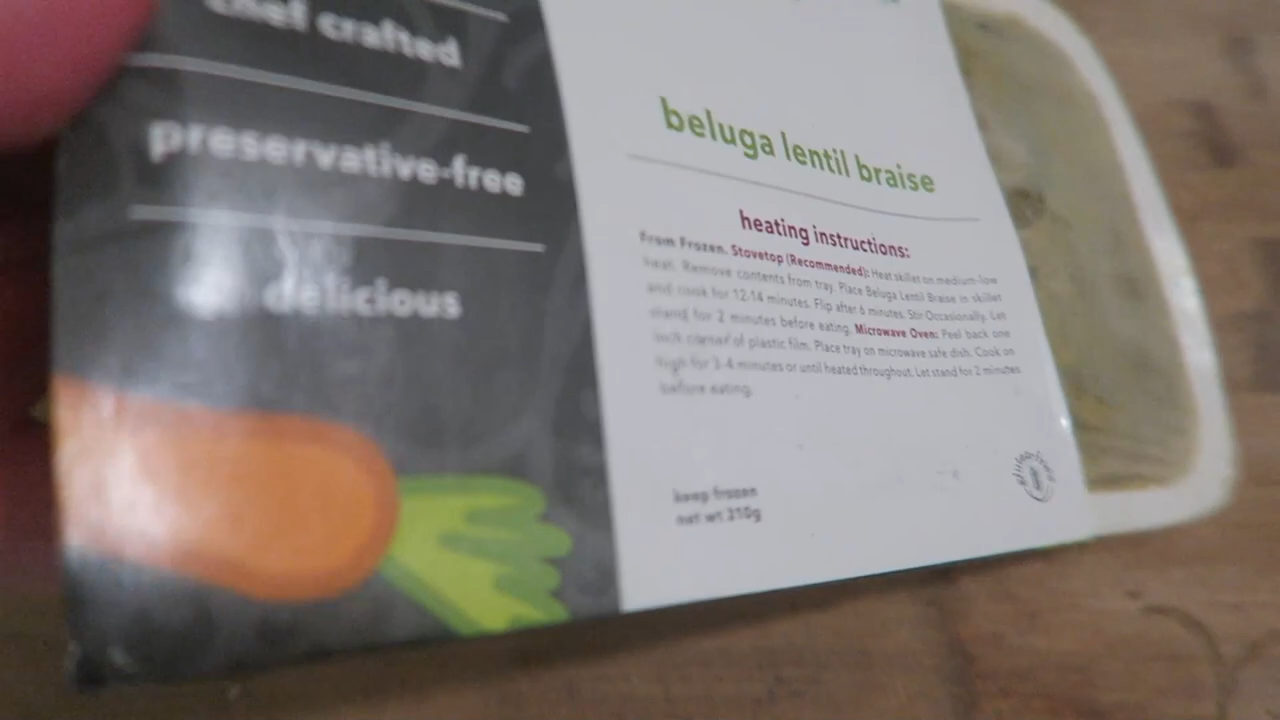 chef crafted
preservative-free
delicious
beluga lentil braise
heating instructions:
From Frozen. Stovetop (Recommended): Heat skillet on medium-low
heat. Remove contents from tray. Place Beluga Lentil Braise in skillet
and cook for 12-14 minutes. Flip after 6 minutes. Stir Occasionally. Let
stand for 2 minutes before eating. Microwave Oven: Peel back one
inch corner of plastic film. Place tray on microwave safe dish. Cook on
high for 3-4 minutes or until heated throughout. Let stand for 2 minutes
before eating.
keep frozen
net wt 310g